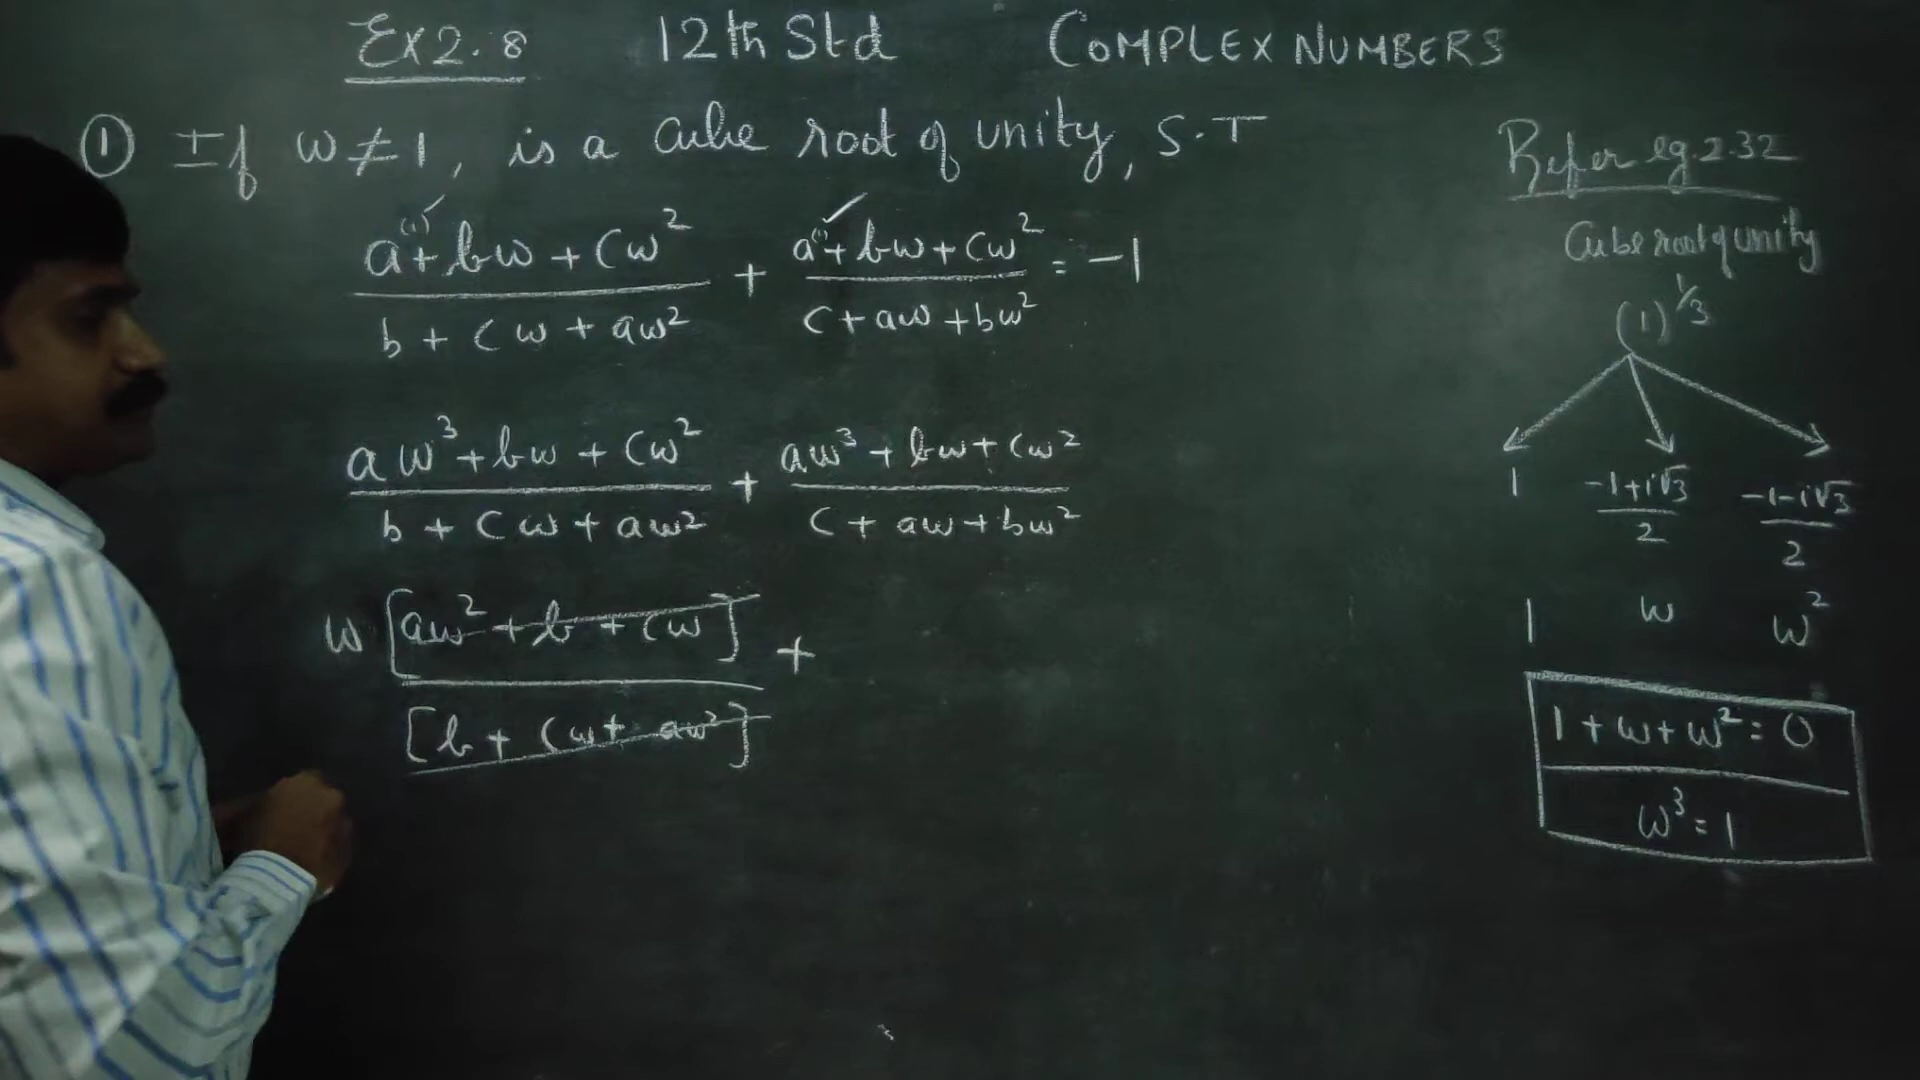 Ex 2.8 12th Std COMPLEX NUMBERS
① If ω≠1, is a cube root of unity, S.T
a(1)+bω+cω² / b+cω+aω² + a(1)+bω+cω² / c+aω+bω² = -1
aω³+bω+cω² / b+cω+aω² + aω³+bω+cω² / c+aω+bω²
ω[aω²+b+cω] / [b+cω+aω²] +
Refer eg.2.32
Cube root of unity
(1)^1/3
1 -1+i√3/2 -1-i√3/2
1 ω ω²
1+ω+ω²=0
ω³=1